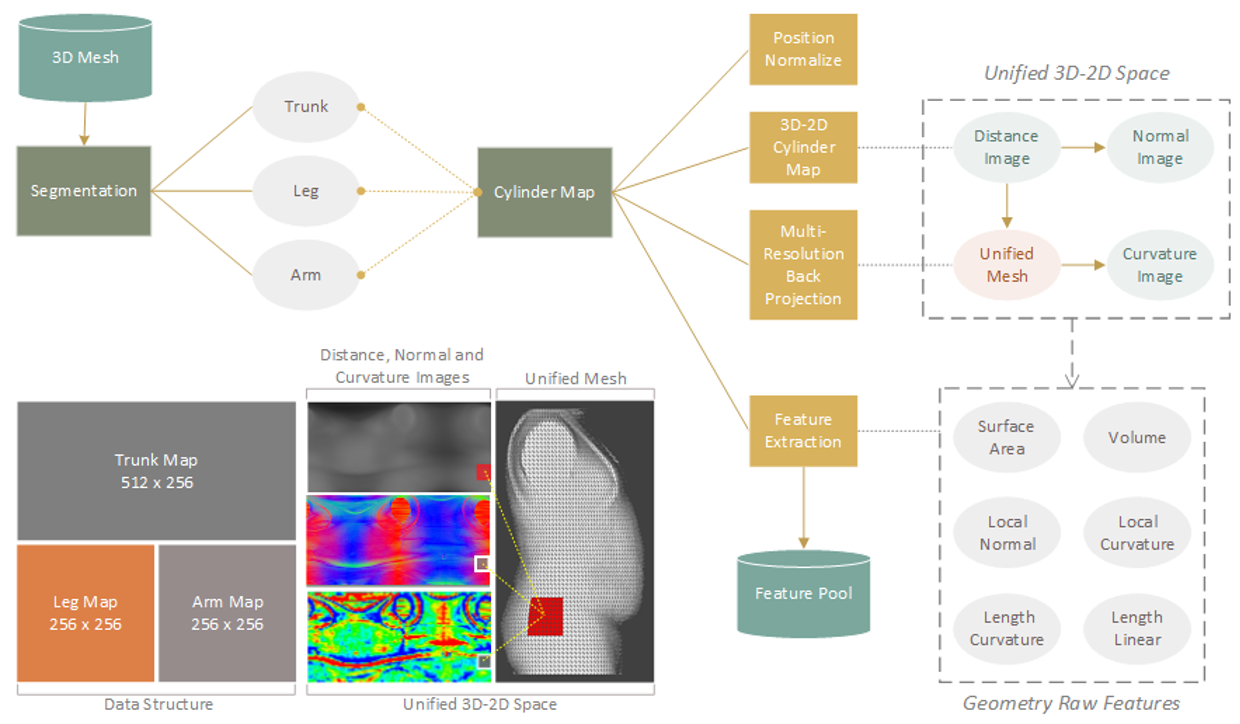 3D Mesh
Segmentation
Trunk
Leg
Arm
Cylinder Map
Position
Normalize
3D-2D
Cylinder
Map
Multi-
Resolution
Back
Projection
Feature
Extraction
Feature Pool
Unified 3D-2D Space
Distance
Image
Normal
Image
Unified
Mesh
Curvature
Image
Surface
Area
Volume
Local
Normal
Local
Curvature
Length
Curvature
Length
Linear
Geometry Raw Features
Distance, Normal and
Curvature Images
Unified Mesh
Trunk Map
512 x 256
Leg Map
256 x 256
Arm Map
256 x 256
Data Structure
Unified 3D-2D Space